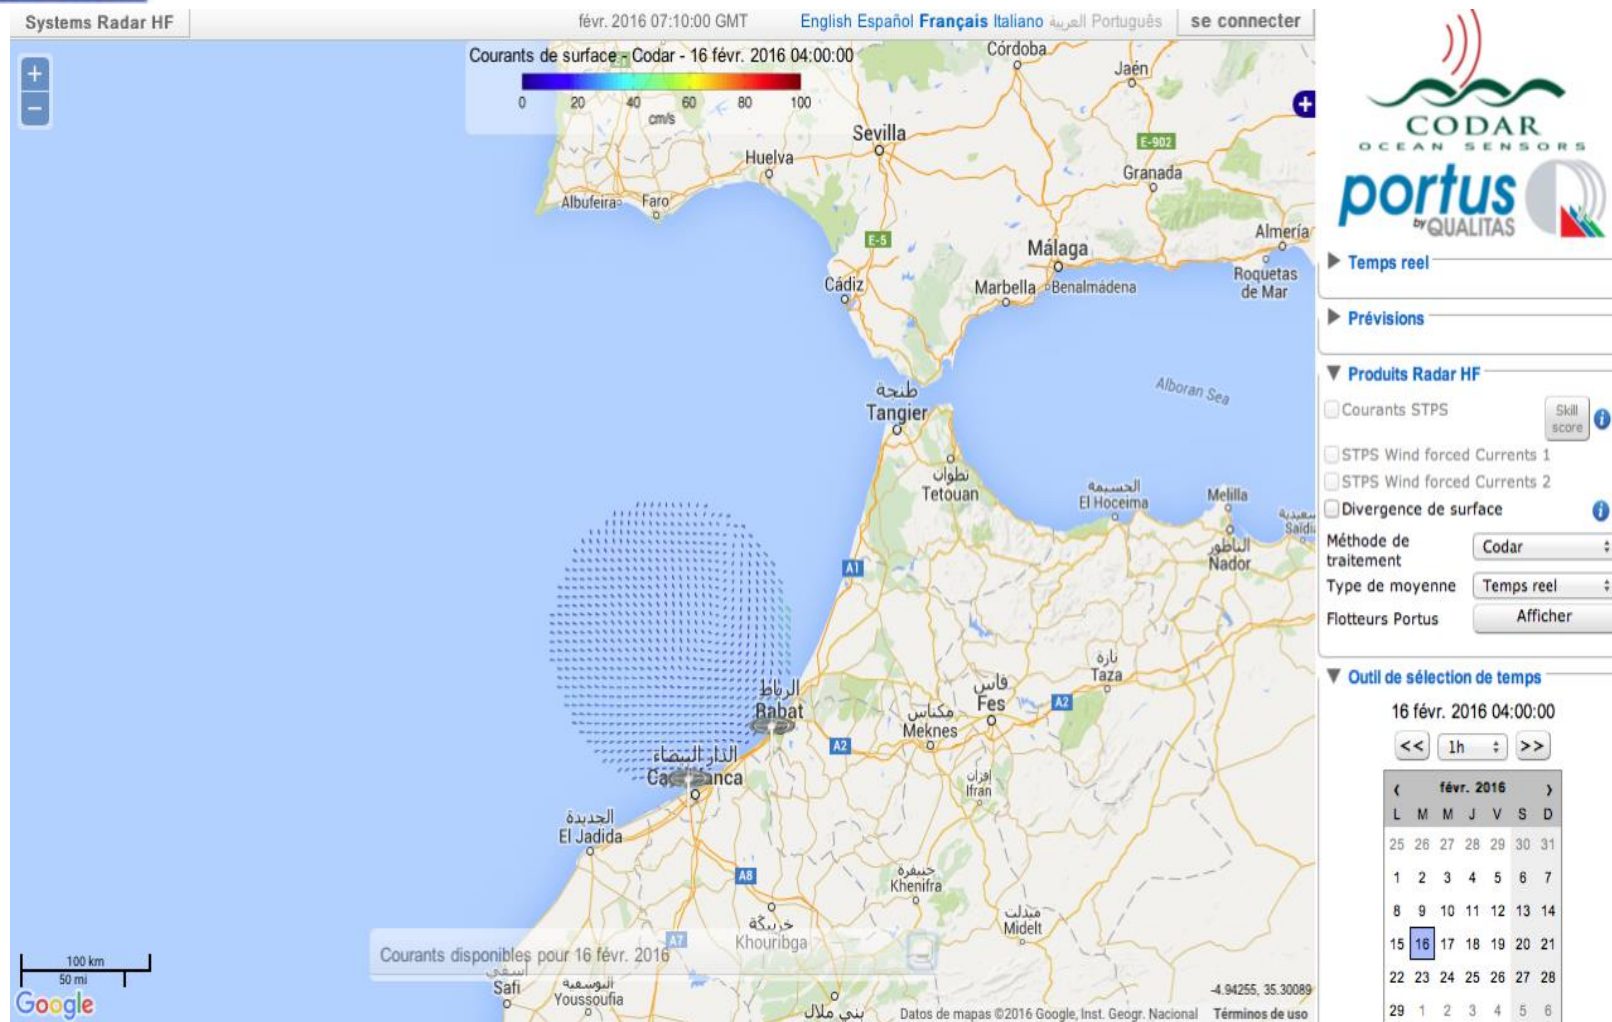 Systems Radar HF
févr. 2016 07:10:00 GMT
English Español Français Italiano العربية Português
se connecter
Courants de surface - Codar - 16 févr. 2016 04:00:00
0 20 40 60 80 100
cm/s
+
−
Córdoba
Jaén
Sevilla
E-902
Huelva
Granada
Albufeira
Faro
E-5
Almería
Málaga
Roquetas
de Mar
Cádiz
Marbella
Benalmádena
طنجة
Tangier
Alboran Sea
تطوان
Tetouan
الحسيمة
El Hoceima
Melilla
الناظور
Nador
A1
تازة
Taza
فاس
Fes
A2
الرباط
Rabat
مكناس
Meknes
A2
الدار البيضاء
إفران
Ifran
الجديدة
El Jadida
A8
خنيفرة
Khenifra
خريبكة
Khouribga
ميدلت
Midelt
A7
Courants disponibles pour 16 févr. 2016
آسفي
Safi
اليوسفية
Youssoufia
بني ملال
100 km
50 mi
Google
-4.94255, 35.30089
Datos de mapas ©2016 Google, Inst. Geogr. Nacional
Términos de uso
CODAR
OCEAN SENSORS
portus
by QUALITAS
Temps reel
Prévisions
Produits Radar HF
Courants STPS
Skill
score
STPS Wind forced Currents 1
STPS Wind forced Currents 2
Divergence de surface
Méthode de
traitement
Codar
Type de moyenne
Temps reel
Flotteurs Portus
Afficher
Outil de sélection de temps
16 févr. 2016 04:00:00
<< 1h >>
‹ févr. 2016 ›
L M M J V S D
25 26 27 28 29 30 31
1 2 3 4 5 6 7
8 9 10 11 12 13 14
15 16 17 18 19 20 21
22 23 24 25 26 27 28
29 1 2 3 4 5 6